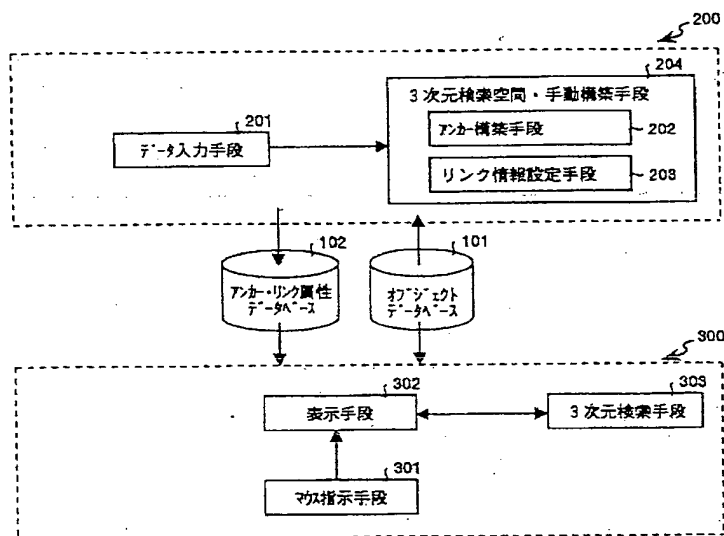 200
204
3次元検索空間・手動構築手段
201
データ入力手段
アンカー構築手段
202
リンク情報設定手段
203
102
101
アンカー・リンク属性
データベース
オブジェクト
データベース
300
302
303
表示手段
3次元検索手段
301
マウス指示手段